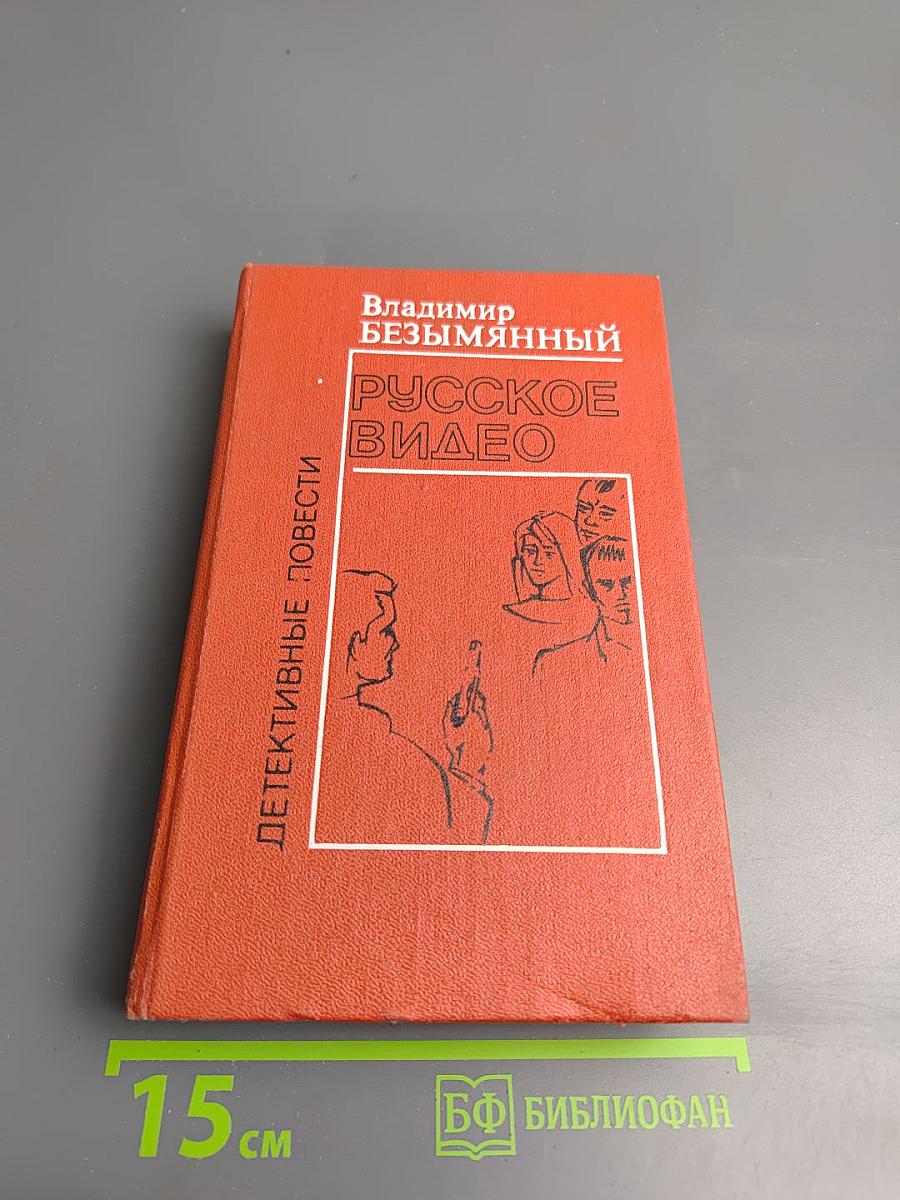 Владимир
БЕЗЫМЯННЫЙ
РУССКОЕ
ВИДЕО
ДЕТЕКТИВНЫЕ ПОВЕСТИ
15 см
БФ БИБЛИОФАН